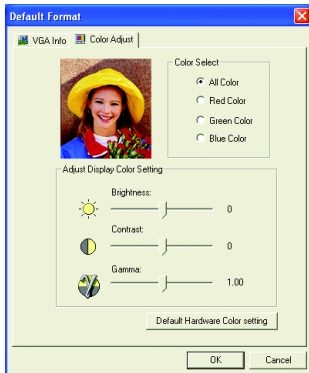 Default Format
VGA Info
Color Adjust
Color Select
All Color
Red Color
Green Color
Blue Color
Adjust Display Color Setting
Brightness:
0
Contrast:
0
Gamma:
1.00
Default Hardware Color setting
OK
Cancel